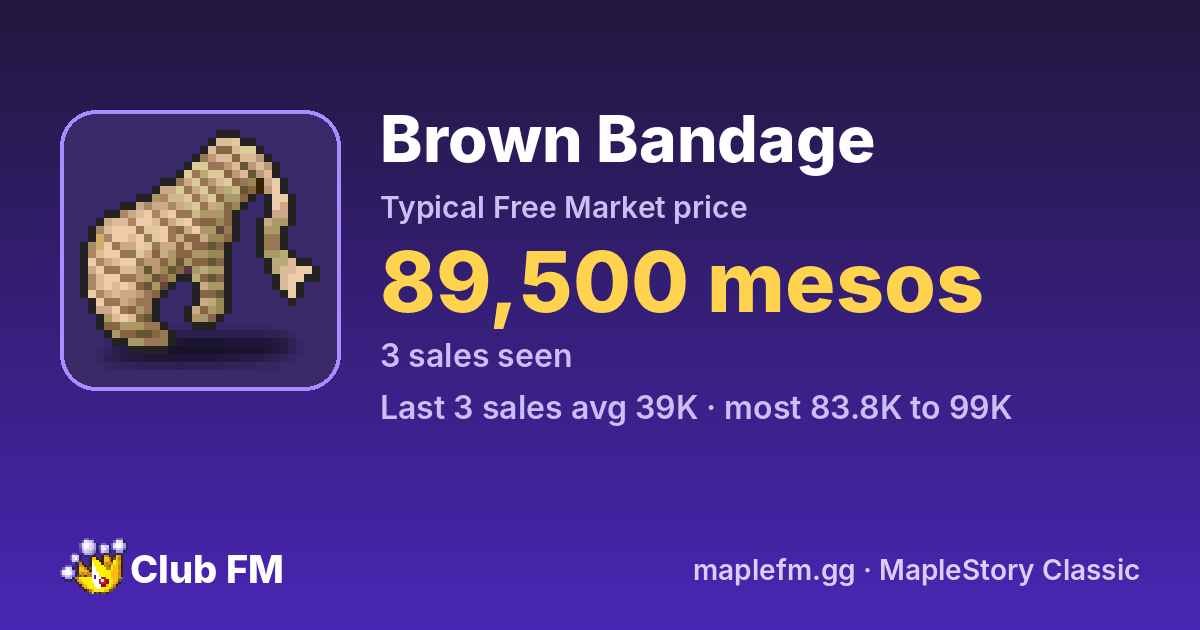 Brown Bandage
Typical Free Market price
89,500 mesos
3 sales seen
Last 3 sales avg 39K · most 83.8K to 99K
Club FM
maplefm.gg · MapleStory Classic